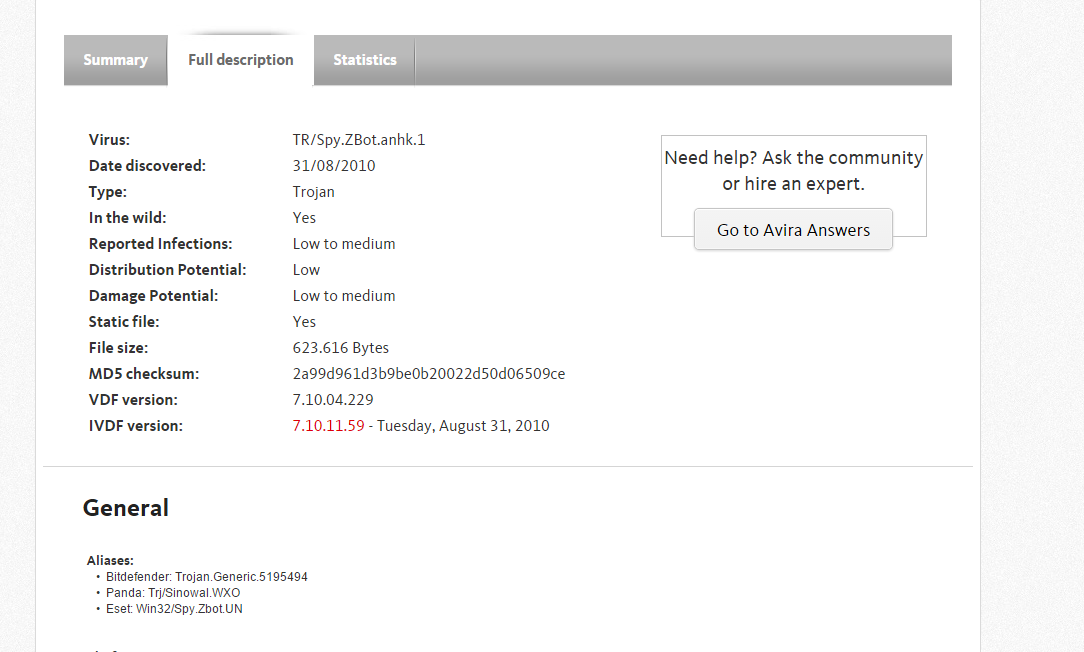 Summary
Full description
Statistics
Virus: TR/Spy.ZBot.anhk.1
Date discovered: 31/08/2010
Type: Trojan
In the wild: Yes
Reported Infections: Low to medium
Distribution Potential: Low
Damage Potential: Low to medium
Static file: Yes
File size: 623.616 Bytes
MD5 checksum: 2a99d961d3b9be0b20022d50d06509ce
VDF version: 7.10.04.229
IVDF version: 7.10.11.59 - Tuesday, August 31, 2010
Need help? Ask the community
or hire an expert.
Go to Avira Answers
General
Aliases:
• Bitdefender: Trojan.Generic.5195494
• Panda: Trj/Sinowal.WXO
• Eset: Win32/Spy.Zbot.UN